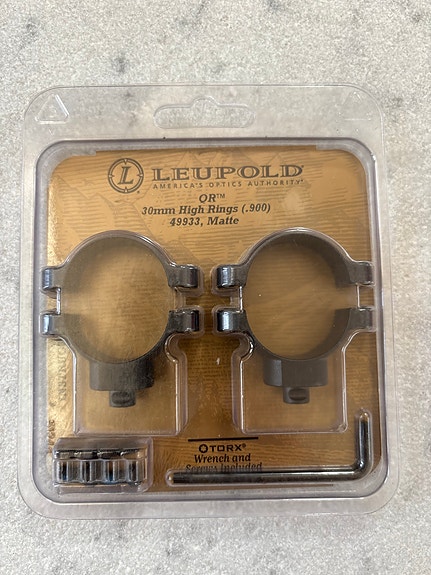 LEUPOLD®
AMERICA'S OPTICS AUTHORITY®
QR™
30mm High Rings (.900)
49933, Matte
TORX®
Wrench and
Screws Included